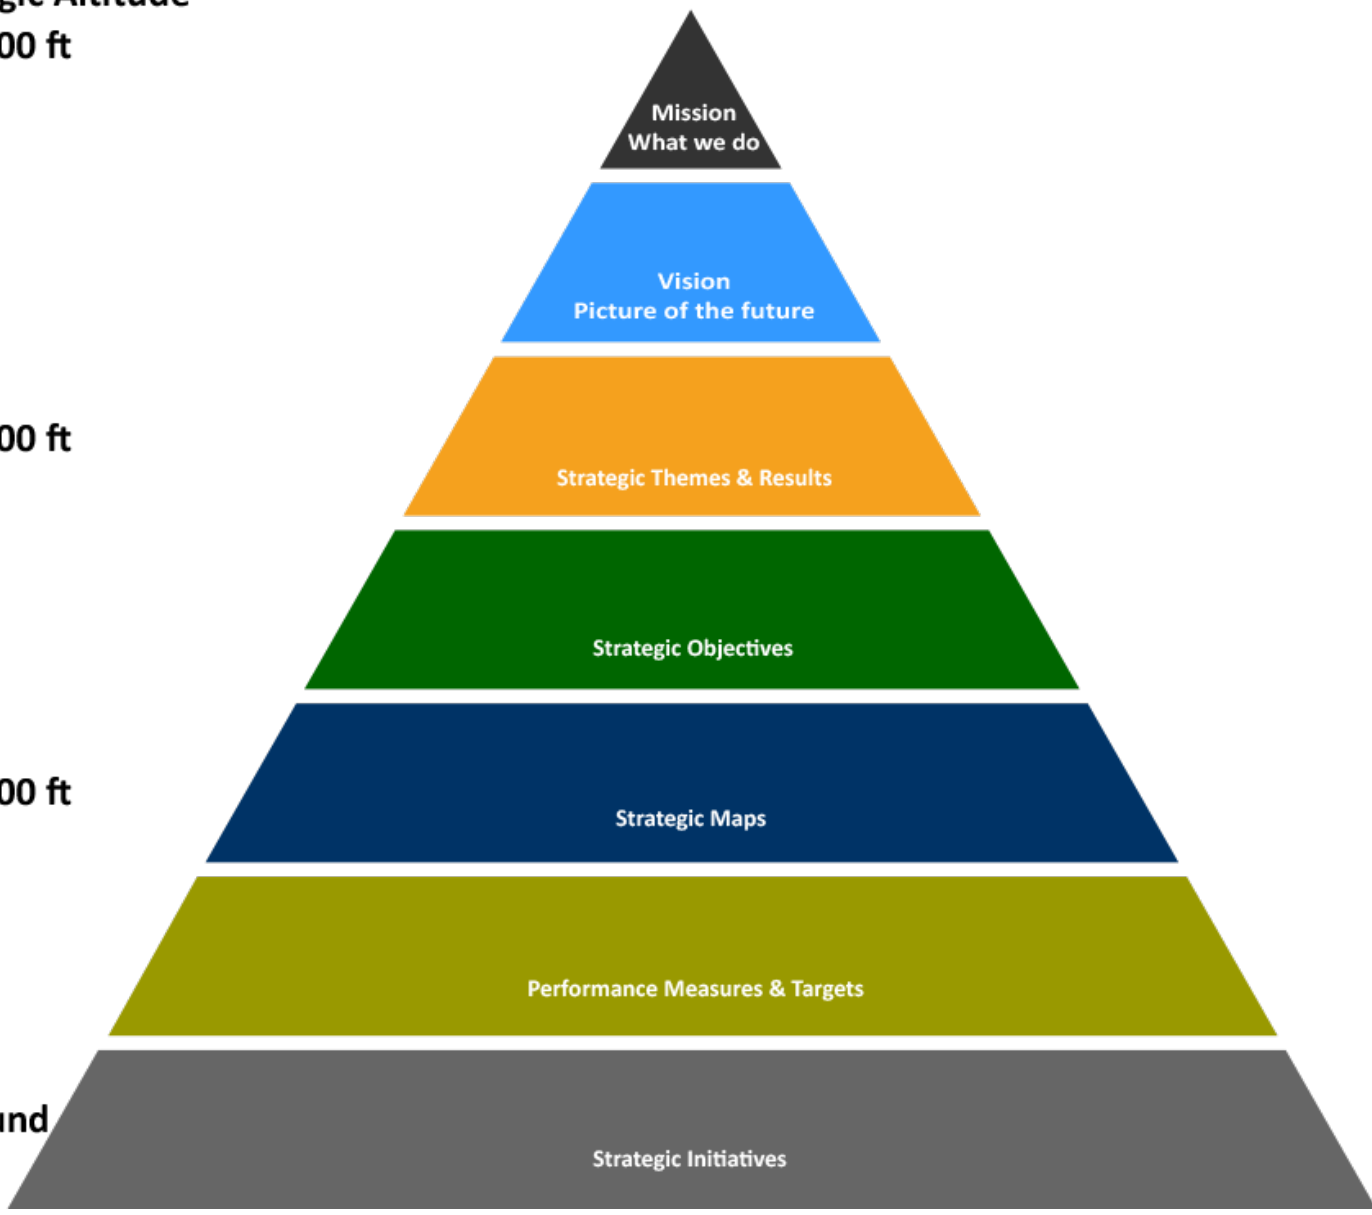 Altitude
00 ft
Mission
What we do
Vision
Picture of the future
00 ft
Strategic Themes & Results
Strategic Objectives
00 ft
Strategic Maps
Performance Measures & Targets
Strategic Initiatives